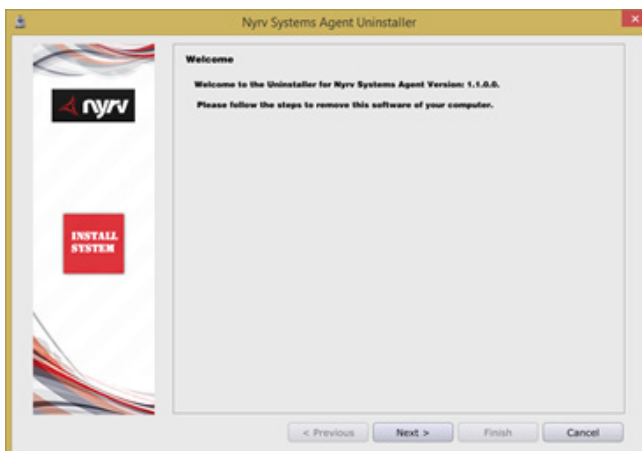 Nyrv Systems Agent Uninstaller
nyrv
INSTALL
SYSTEM
Welcome
Welcome to the Uninstaller for Nyrv Systems Agent Version: 1.1.0.0.
Please follow the steps to remove this software of your computer.
< Previous
Next >
Finish
Cancel